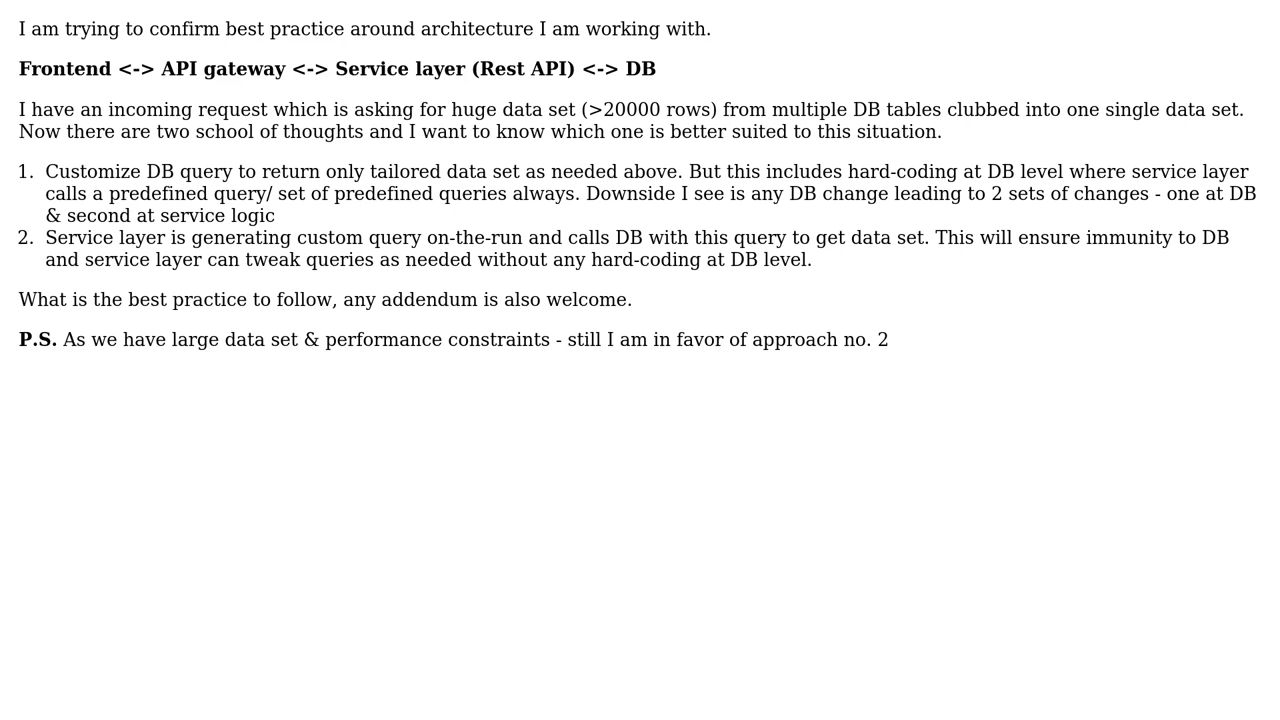 I am trying to confirm best practice around architecture I am working with.
Frontend <-> API gateway <-> Service layer (Rest API) <-> DB
I have an incoming request which is asking for huge data set (>20000 rows) from multiple DB tables clubbed into one single data set.
Now there are two school of thoughts and I want to know which one is better suited to this situation.
1. Customize DB query to return only tailored data set as needed above. But this includes hard-coding at DB level where service layer
calls a predefined query/ set of predefined queries always. Downside I see is any DB change leading to 2 sets of changes - one at DB
& second at service logic
2. Service layer is generating custom query on-the-run and calls DB with this query to get data set. This will ensure immunity to DB
and service layer can tweak queries as needed without any hard-coding at DB level.
What is the best practice to follow, any addendum is also welcome.
P.S. As we have large data set & performance constraints - still I am in favor of approach no. 2